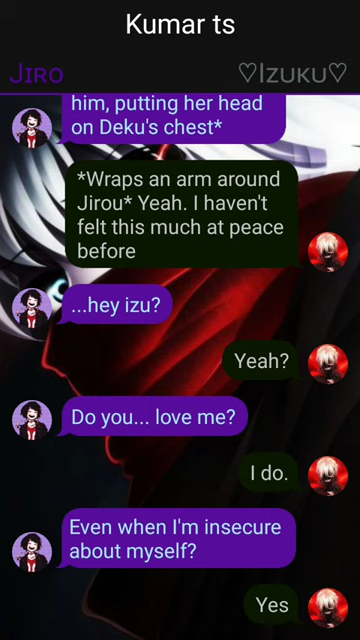 Kumar ts
JIRO
♡IZUKU♡
him, putting her head
on Deku's chest*
*Wraps an arm around
Jirou* Yeah. I haven't
felt this much at peace
before
...hey izu?
Yeah?
Do you... love me?
I do.
Even when I'm insecure
about myself?
Yes